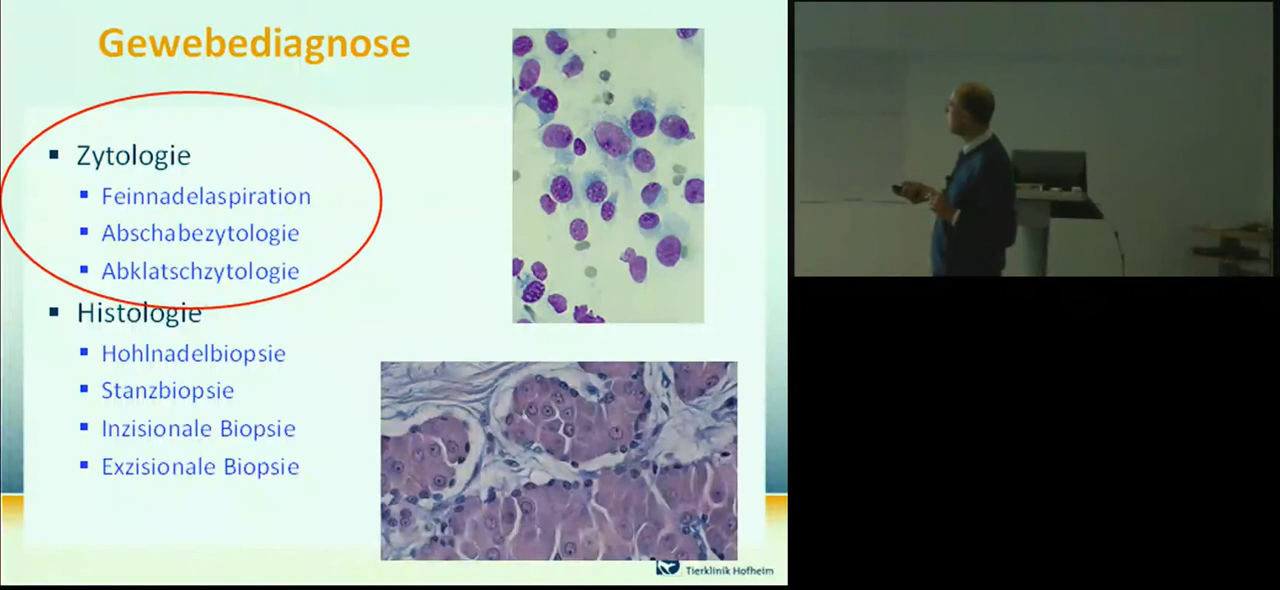 Gewebediagnose
Zytologie
Feinnadelaspiration
Abschabezytologie
Abklatschzytologie
Histologie
Hohlnadelbiopsie
Stanzbiopsie
Inzisionale Biopsie
Exzisionale Biopsie
Tierklinik Hofheim